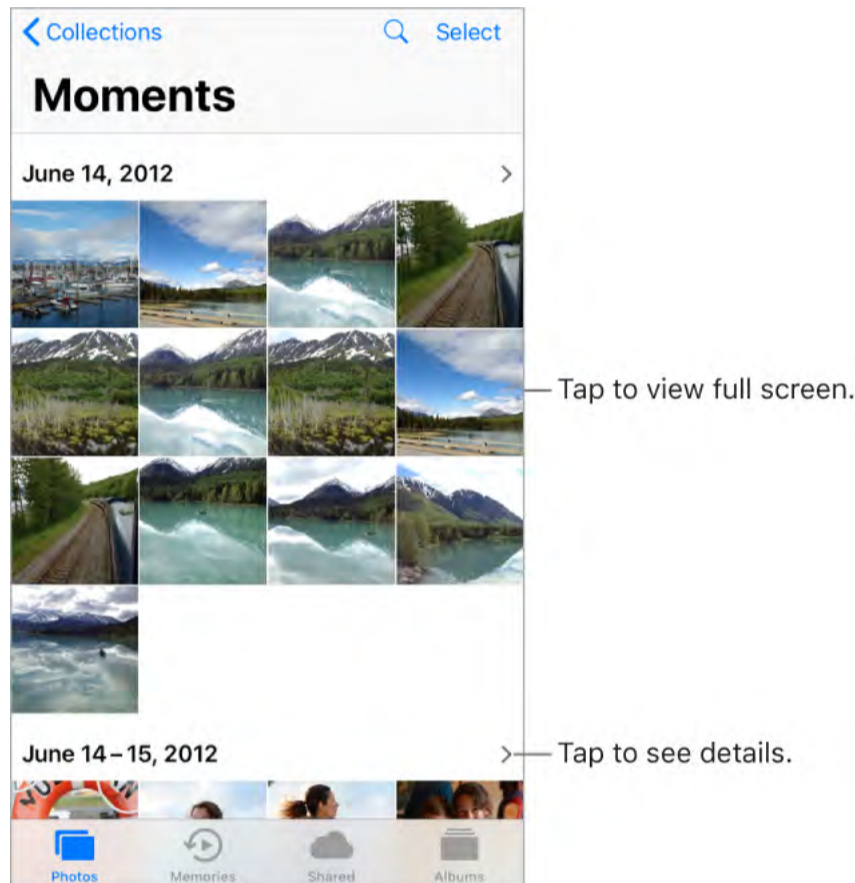 Collections
Select
Moments
June 14, 2012
Tap to view full screen.
June 14 – 15, 2012
Tap to see details.
Photos
Memories
Shared
Albums